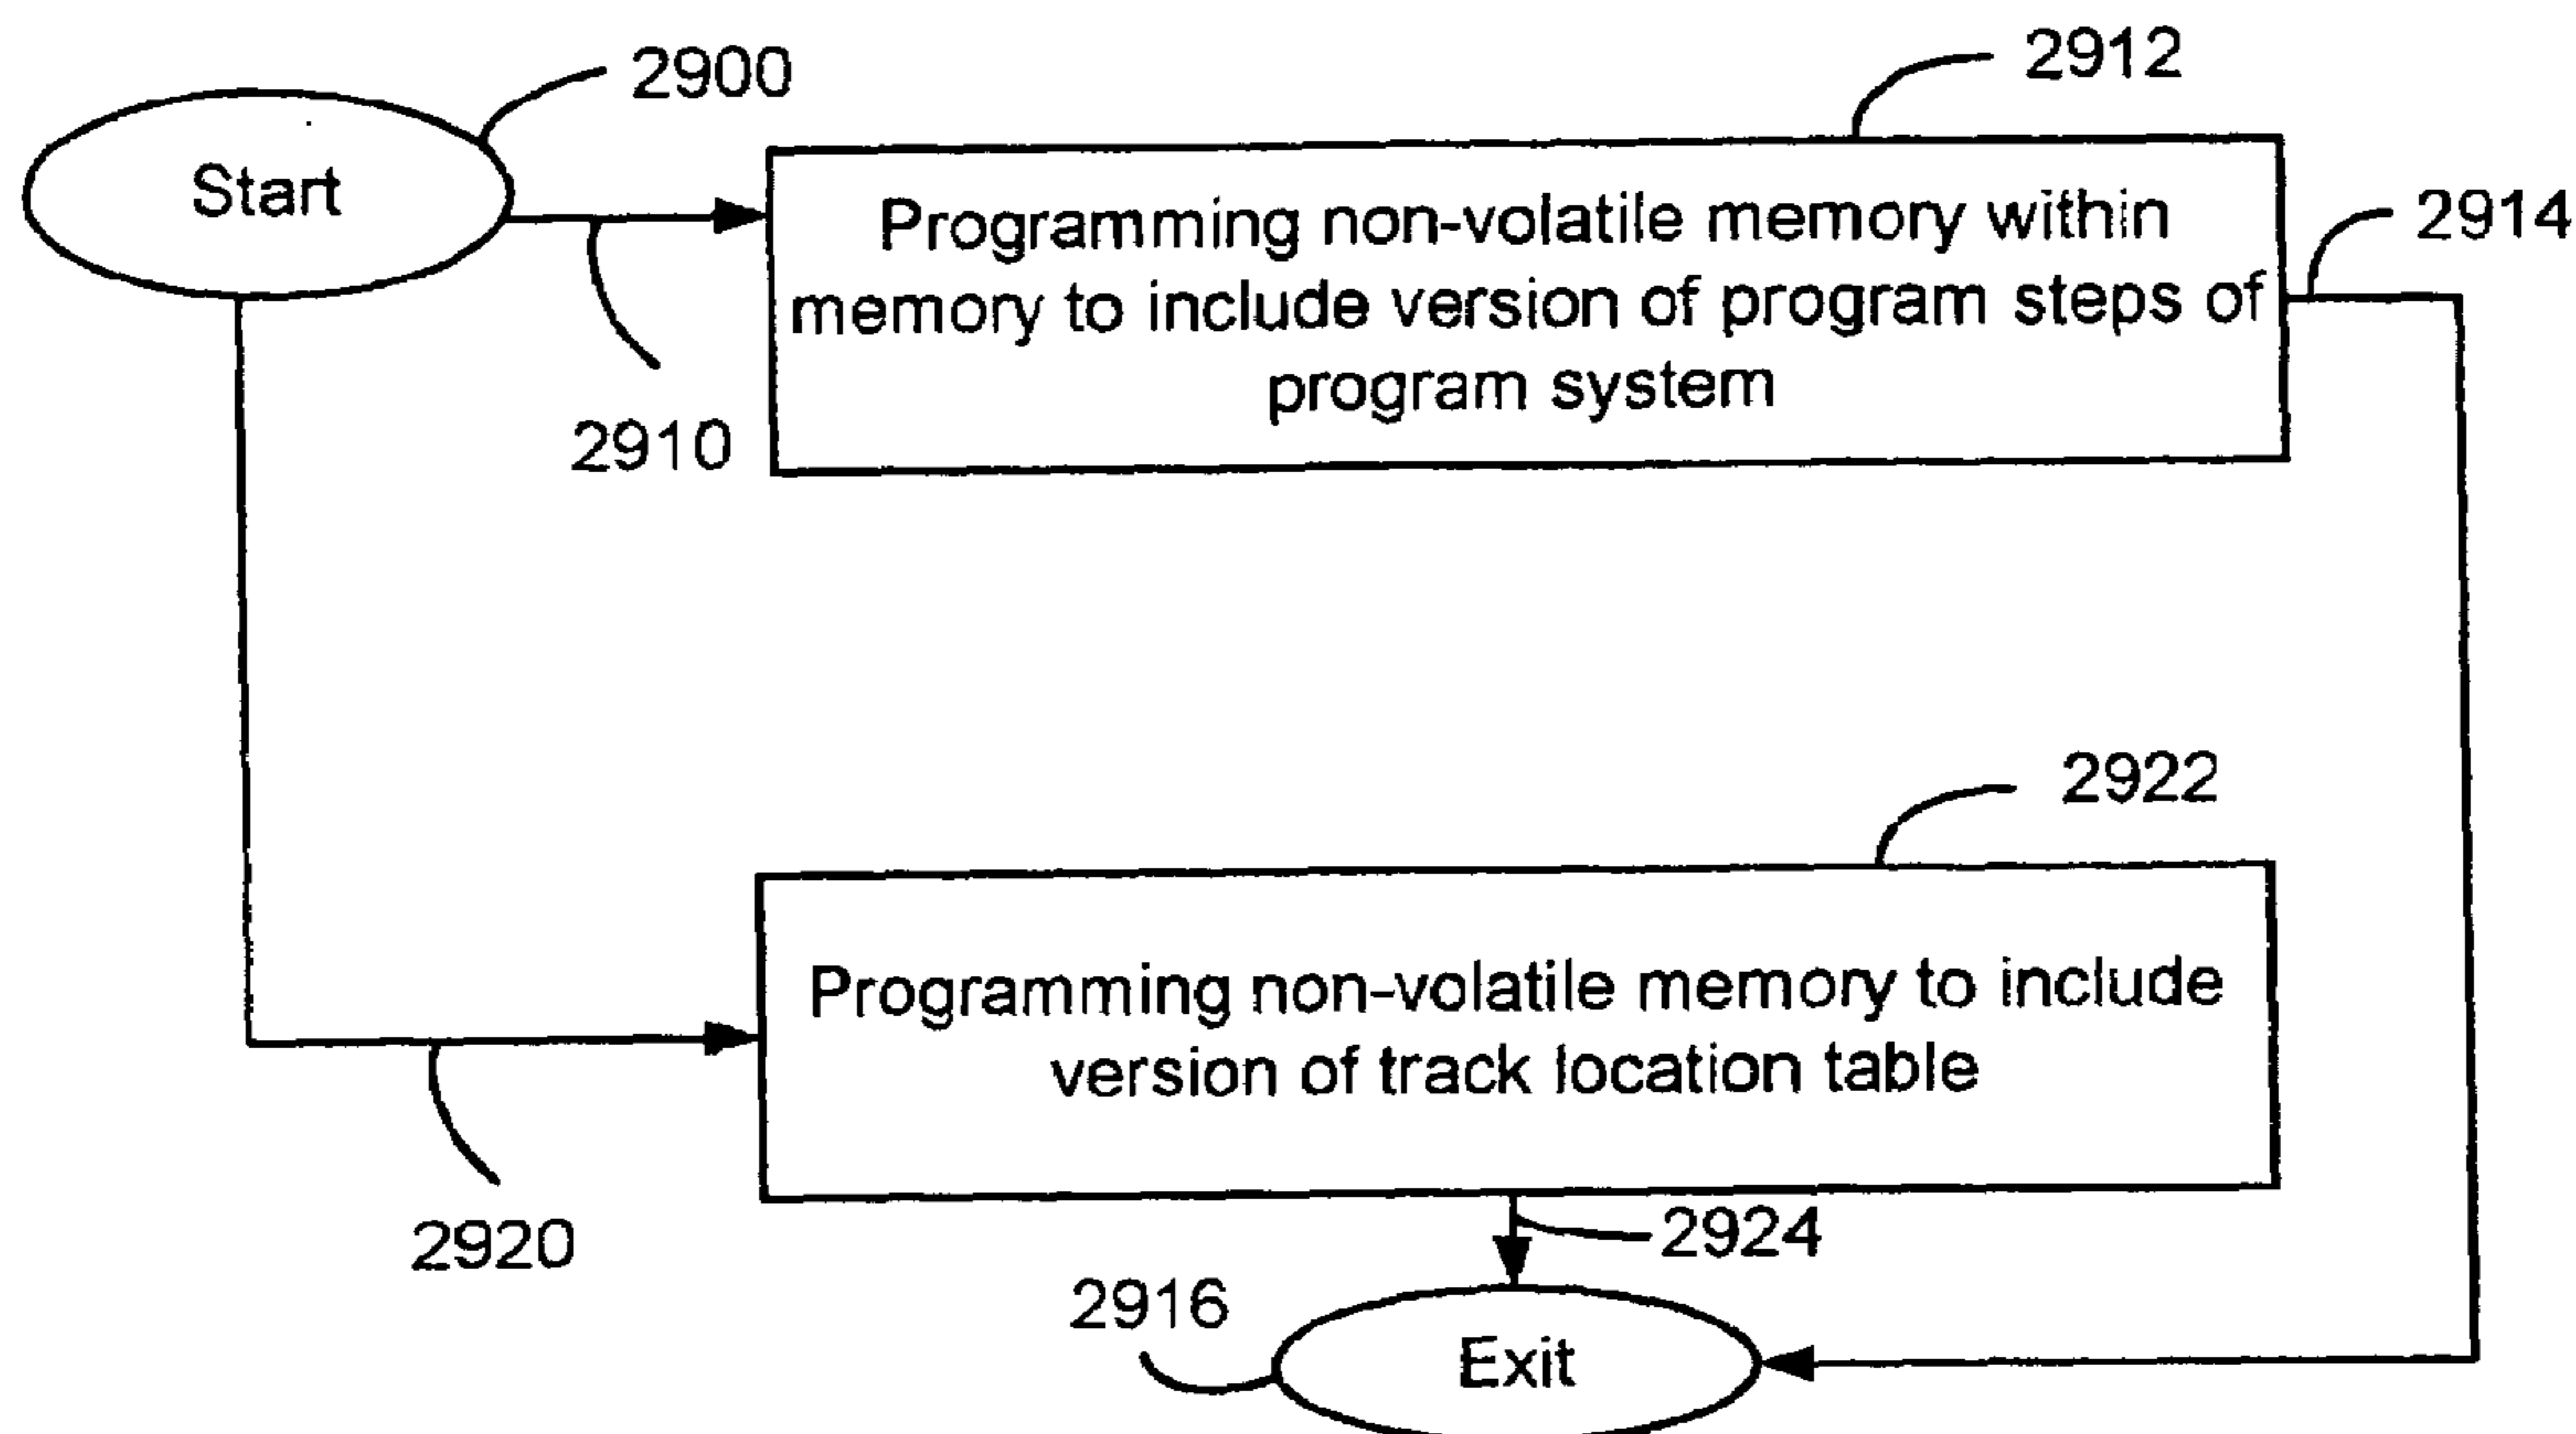 2900
2912
Start
2914
Programming non-volatile memory within
memory to include version of program steps of
program system
2910
2922
Programming non-volatile memory to include
version of track location table
2920
2924
2916
Exit